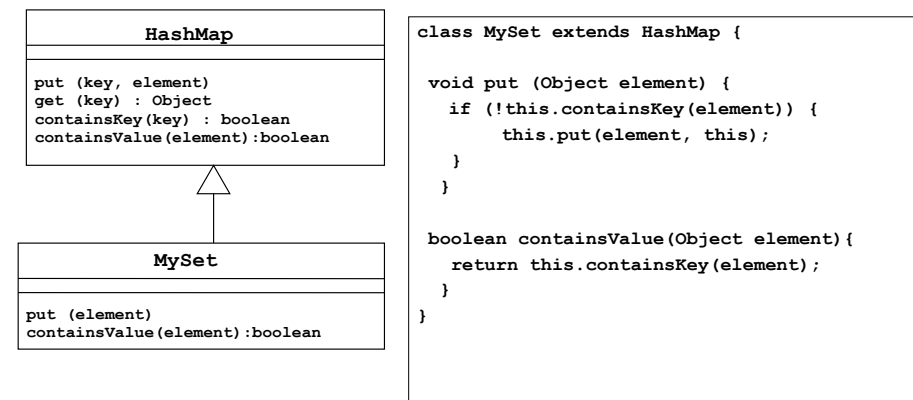 HashMap
put (key, element)
get (key) : Object
containsKey(key) : boolean
containsValue(element):boolean
MySet
put (element)
containsValue(element):boolean
class MySet extends HashMap {
void put (Object element) {
if (!this.containsKey(element)) {
this.put(element, this);
}
}
boolean containsValue(Object element){
return this.containsKey(element);
}
}